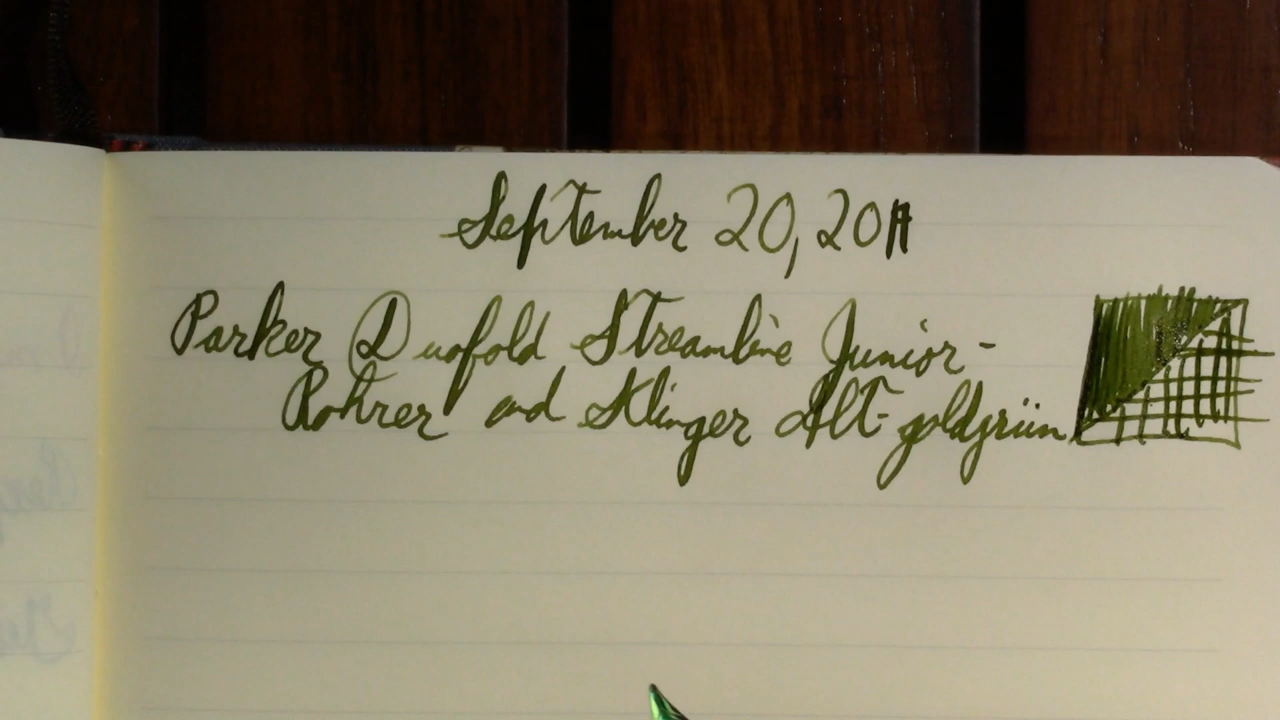 September 20, 2011
Parker Duofold Streamline Junior-
Rohrer and Klinger Alt-goldgrün